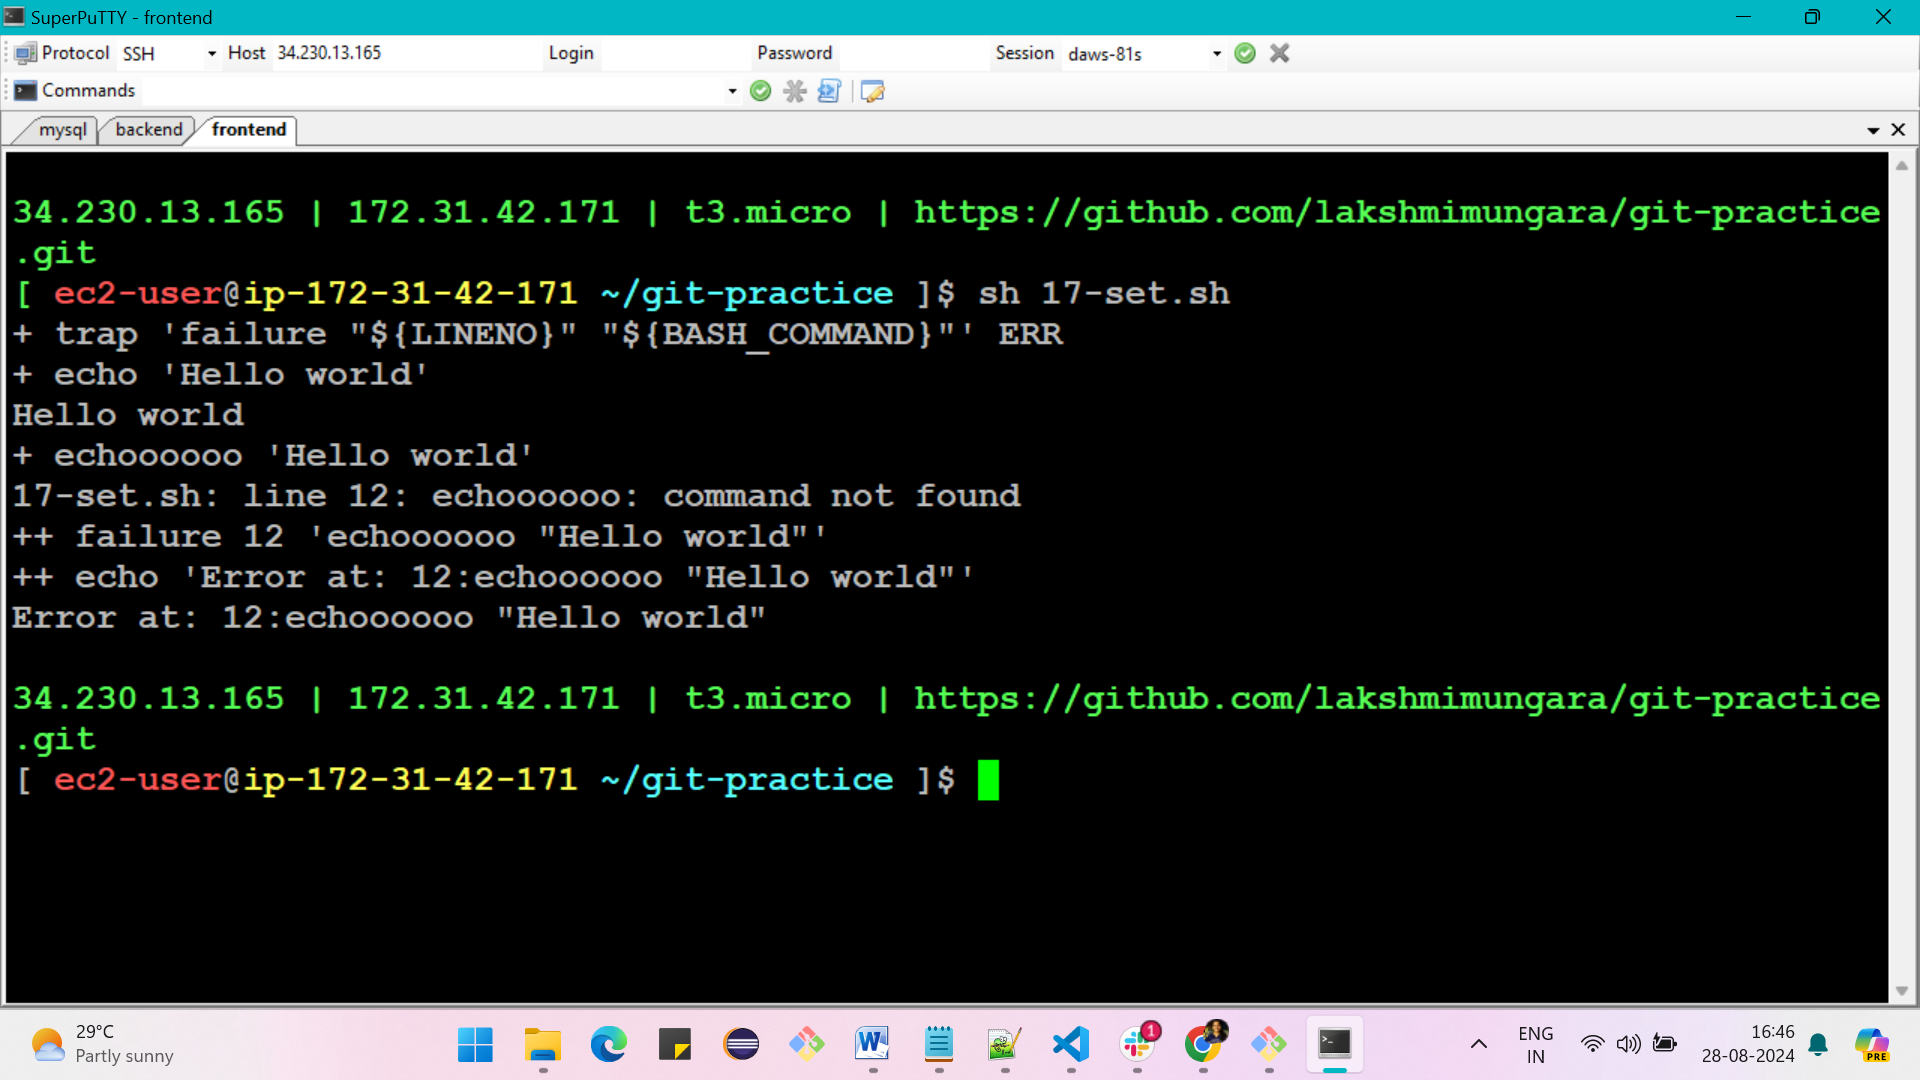 SuperPuTTY - frontend
Protocol SSH Host 34.230.13.165 Login Password Session daws-81s
Commands
mysql backend frontend
34.230.13.165 | 172.31.42.171 | t3.micro | https://github.com/lakshmimungara/git-practice
.git
[ ec2-user@ip-172-31-42-171 ~/git-practice ]$ sh 17-set.sh
+ trap 'failure "${LINENO}" "${BASH_COMMAND}"' ERR
+ echo 'Hello world'
Hello world
+ echoooooo 'Hello world'
17-set.sh: line 12: echoooooo: command not found
++ failure 12 'echoooooo "Hello world"'
++ echo 'Error at: 12:echoooooo "Hello world"'
Error at: 12:echoooooo "Hello world"
34.230.13.165 | 172.31.42.171 | t3.micro | https://github.com/lakshmimungara/git-practice
.git
[ ec2-user@ip-172-31-42-171 ~/git-practice ]$
29°C
Partly sunny
1
ENG
IN
16:46
28-08-2024
PRE